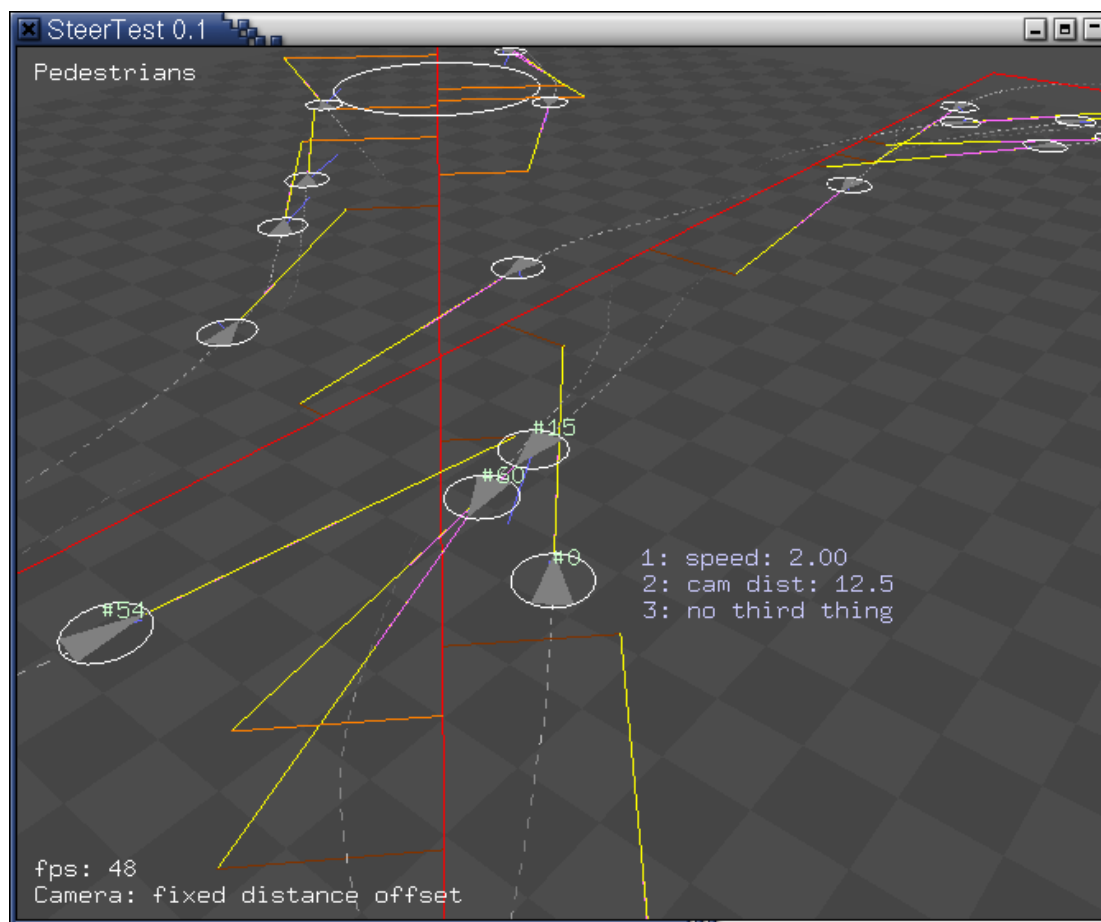 SteerTest 0.1
Pedestrians
#15
#60
#0
1: speed: 2.00
2: cam dist: 12.5
3: no third thing
#54
fps: 48
Camera: fixed distance offset